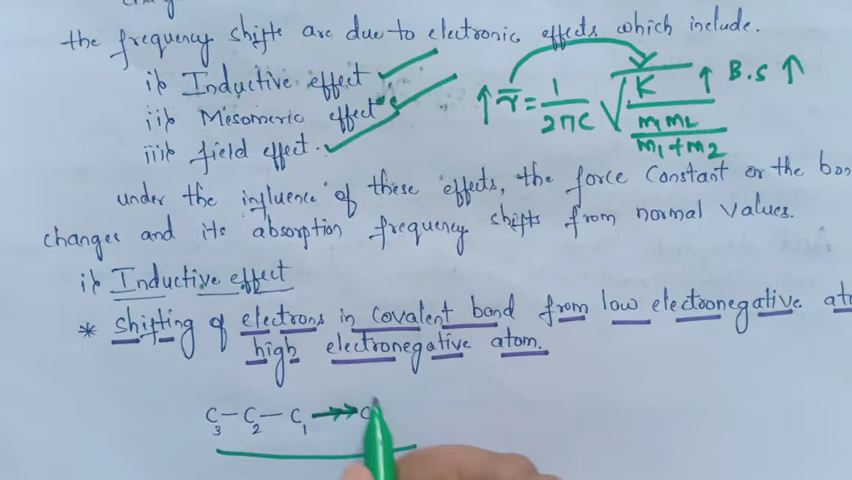 the frequency shifts are due to electronic effects which include.
i) Inductive effect
ii) Mesomeric effects
iii) field effect.
↑ ν̅ = 1/2πc √(K/(m1m2/m1+m2)) ↑ B.S ↑
under the influence of these effects, the force Constant or the bon
changes and its absorption frequency shifts from normal values.
i) Inductive effect
* Shifting of electrons in covalent bond from low electronegative ato
high electronegative atom.
C3 – C2 – C1 →→ C